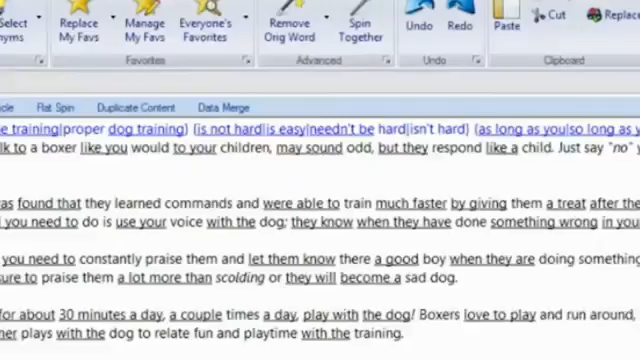 Select Replace Manage Everyone's Remove Spin Undo Redo Paste Cut Replace
nyms My Favs My Favs Favorites Orig Word Together
Favorites Advanced Undo Clipboard
cle Flat Spin Duplicate Content Data Merge
e training|proper dog training} {is not hard|is easy|needn't be hard|isn't hard} {as long as you|so long as y
lk to a boxer like you would to your children, may sound odd, but they respond like a child. Just say "no"
as found that they learned commands and were able to train much faster by giving them a treat after the
l you need to do is use your voice with the dog; they know when they have done something wrong in you
you need to constantly praise them and let them know there a good boy when they are doing something
sure to praise them a lot more than scolding or they will become a sad dog.
for about 30 minutes a day, a couple times a day, play with the dog! Boxers love to play and run around,
her plays with the dog to relate fun and playtime with the training.